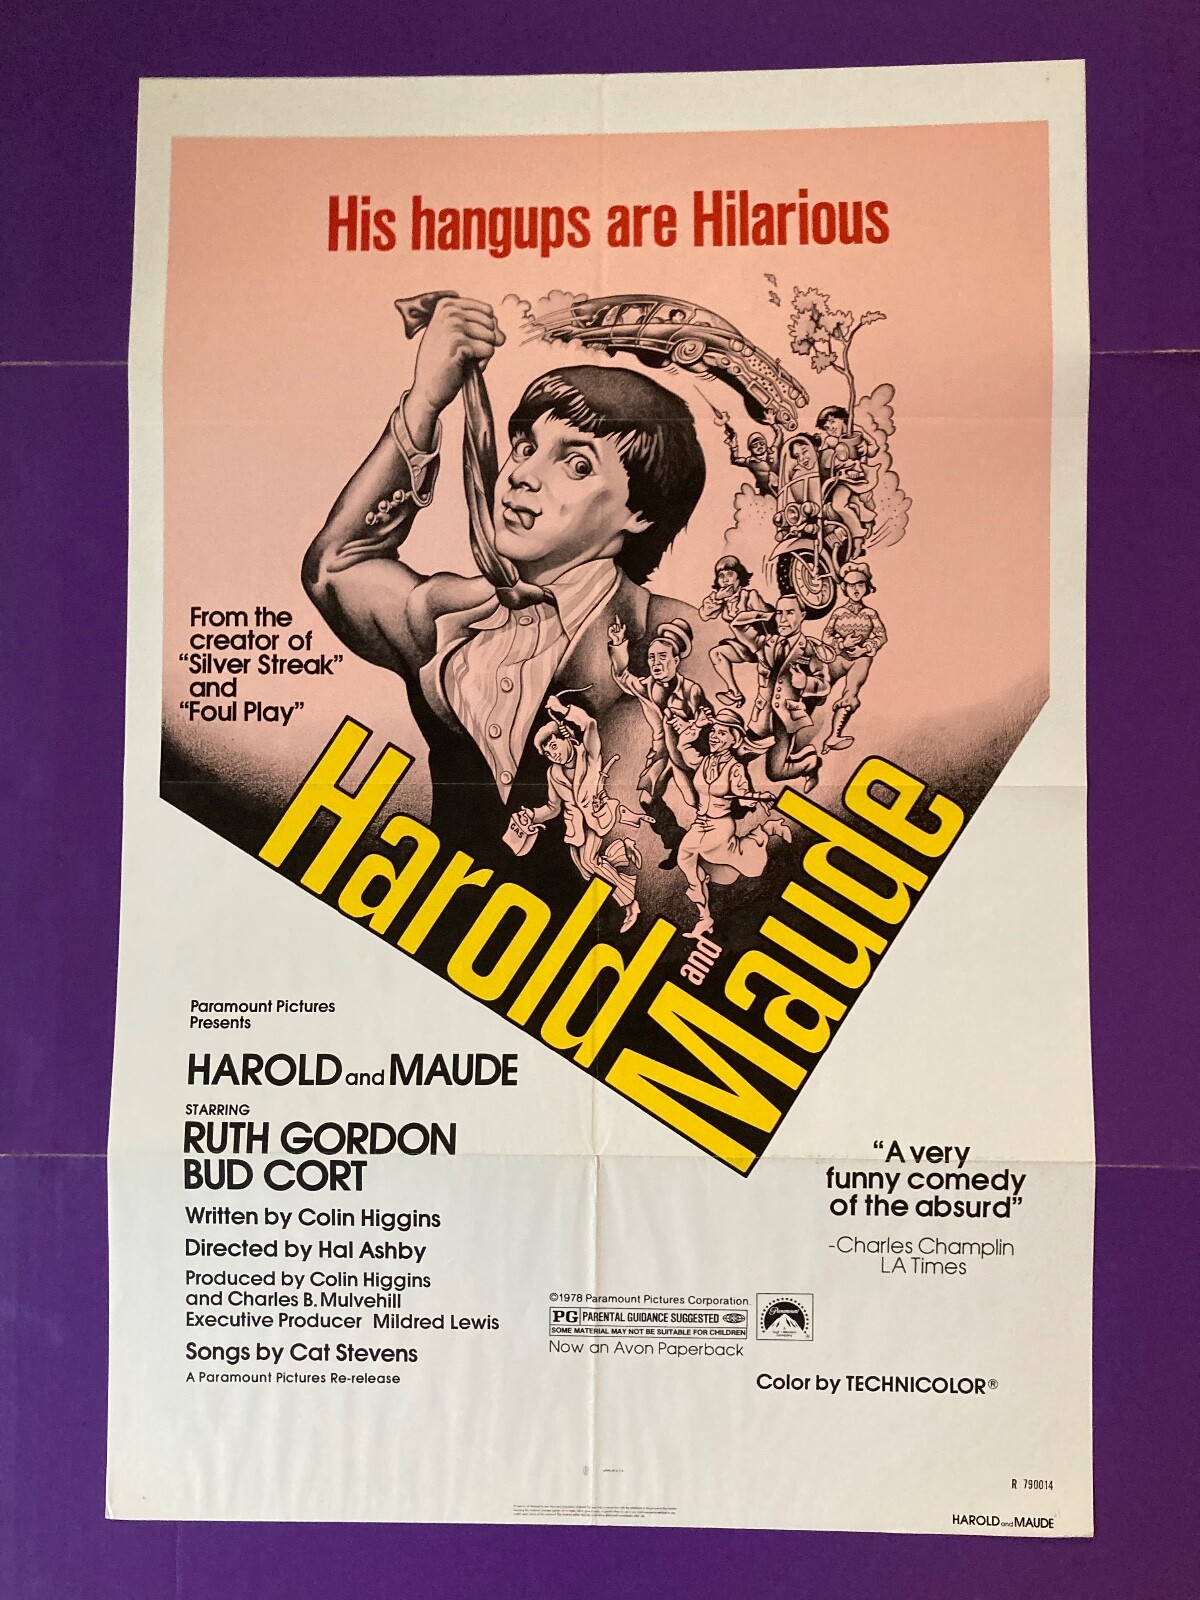 His hangups are Hilarious
From the
creator of
“Silver Streak”
and
“Foul Play”
GAS
Harold
and
Maude
Paramount Pictures
Presents
HAROLD and MAUDE
STARRING
RUTH GORDON
BUD CORT
Written by Colin Higgins
Directed by Hal Ashby
Produced by Colin Higgins
and Charles B. Mulvehill
Executive Producer Mildred Lewis
Songs by Cat Stevens
A Paramount Pictures Re-release
“A very
funny comedy
of the absurd”
-Charles Champlin
LA Times
©1978 Paramount Pictures Corporation.
PG PARENTAL GUIDANCE SUGGESTED
SOME MATERIAL MAY NOT BE SUITABLE FOR CHILDREN
Now an Avon Paperback
Paramount
Color by TECHNICOLOR®
R 790014
HAROLD and MAUDE